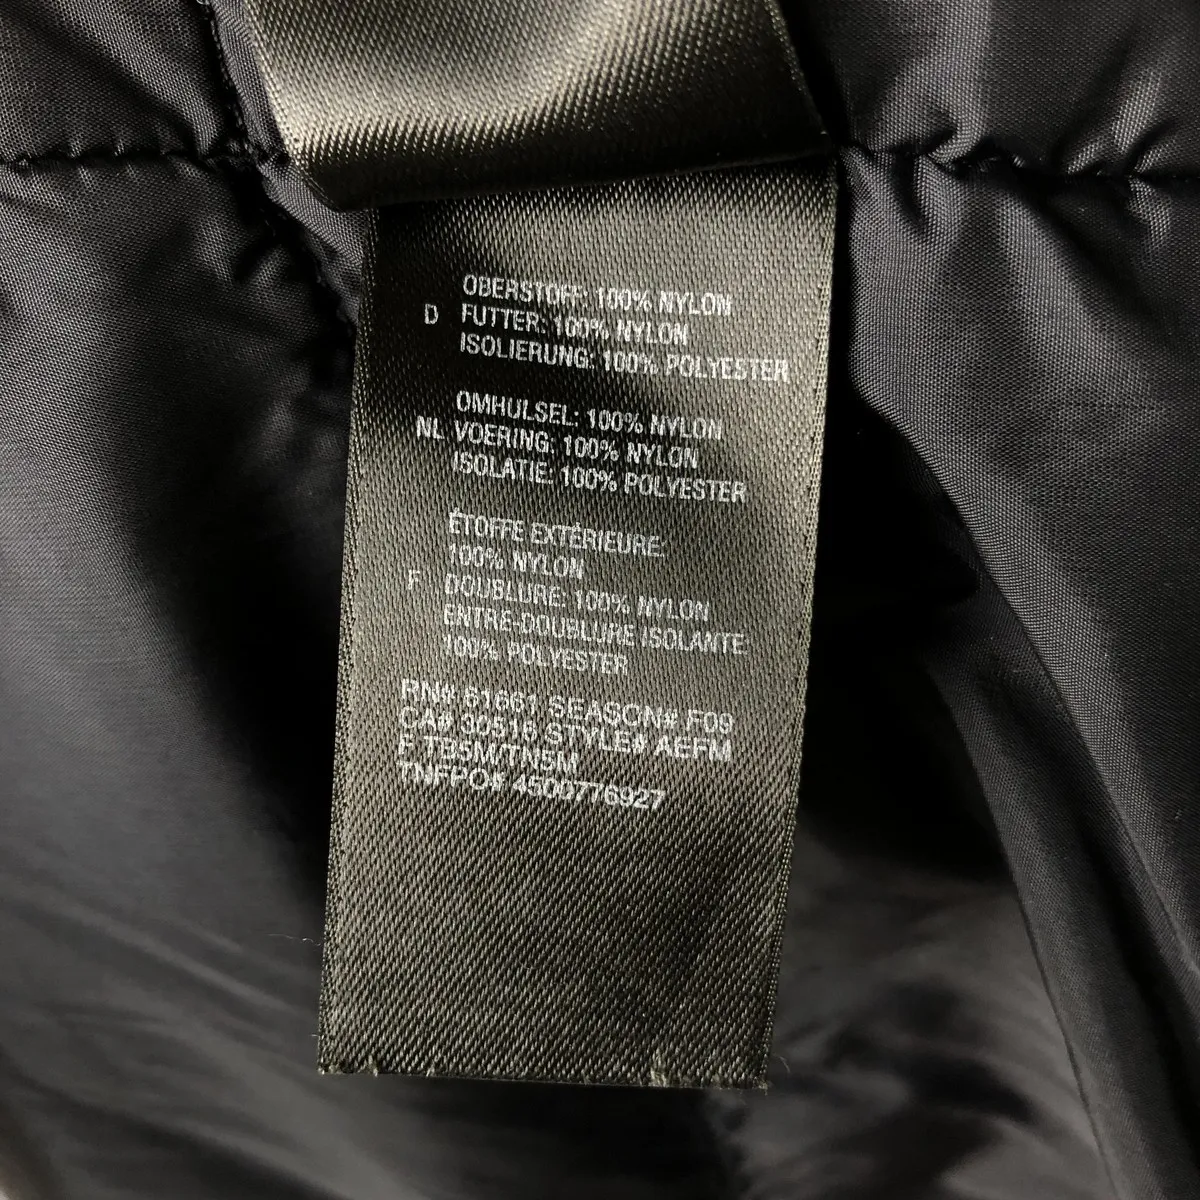 OBERSTOFF: 100% NYLON
D FUTTER: 100% NYLON
ISOLIERUNG: 100% POLYESTER
OMHULSEL: 100% NYLON
NL VOERING: 100% NYLON
ISOLATIE: 100% POLYESTER
ÉTOFFE EXTÉRIEURE:
100% NYLON
F DOUBLURE: 100% NYLON
ENTRE-DOUBLURE ISOLANTE
100% POLYESTER
RN# 61661 SEASON# F09
CA# 30516 STYLE# AEFM
F TB5M/TN5M
TNFPO# 4500776927